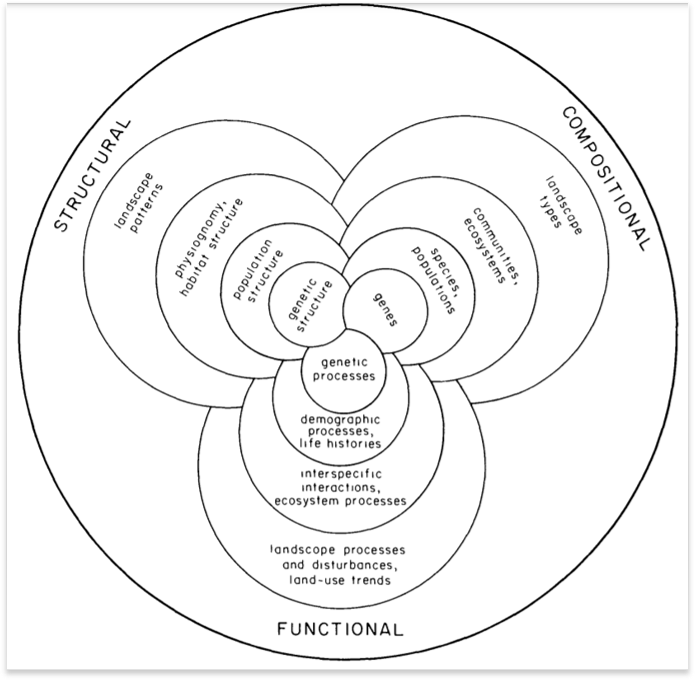 STRUCTURAL
landscape
patterns
physiognomy,
habitat structure
population
structure
genetic
structure
COMPOSITIONAL
landscape
types
communities,
ecosystems
species,
populations
genes
genetic
processes
demographic
processes,
life histories
interspecific
interactions,
ecosystem processes
landscape processes
and disturbances,
land-use trends
FUNCTIONAL